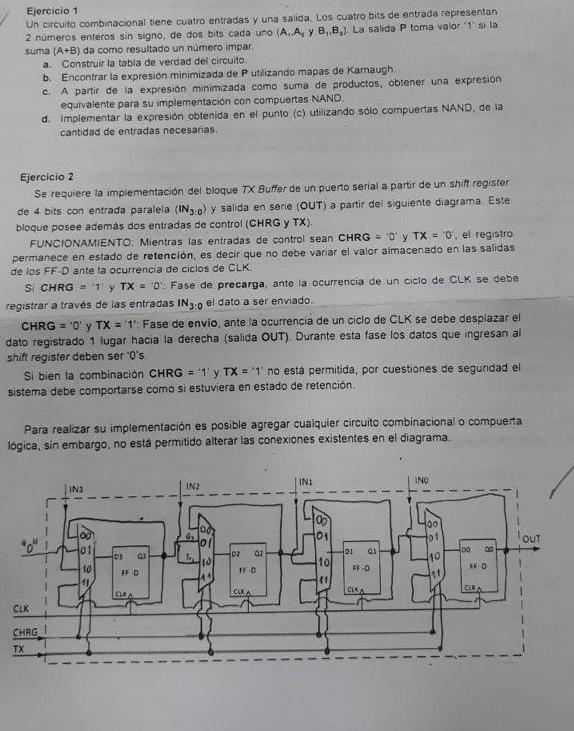 Ejercicio 1
Un circuito combinacional tiene cuatro entradas y una salida. Los cuatro bits de entrada representan
2 números enteros sin signo, de dos bits cada uno (A₁,A₀ y B₁,B₀). La salida P toma valor '1' si la
suma (A+B) da como resultado un número impar.
a. Construir la tabla de verdad del circuito.
b. Encontrar la expresión minimizada de P utilizando mapas de Karnaugh.
c. A partir de la expresión minimizada como suma de productos, obtener una expresión
equivalente para su implementación con compuertas NAND.
d. Implementar la expresión obtenida en el punto (c) utilizando sólo compuertas NAND, de la
cantidad de entradas necesarias.
Ejercicio 2
Se requiere la implementación del bloque TX Buffer de un puerto serial a partir de un shift register
de 4 bits con entrada paralela (IN3:0) y salida en serie (OUT) a partir del siguiente diagrama. Este
bloque posee además dos entradas de control (CHRG y TX).
FUNCIONAMIENTO: Mientras las entradas de control sean CHRG = '0' y TX = '0', el registro
permanece en estado de retención, es decir que no debe variar el valor almacenado en las salidas
de los FF-D ante la ocurrencia de ciclos de CLK.
Si CHRG = '1' y TX = '0': Fase de precarga, ante la ocurrencia de un ciclo de CLK se debe
registrar a través de las entradas IN3:0 el dato a ser enviado.
CHRG = '0' y TX = '1': Fase de envío, ante la ocurrencia de un ciclo de CLK se debe desplazar el
dato registrado 1 lugar hacia la derecha (salida OUT). Durante esta fase los datos que ingresan al
shift register deben ser '0's.
Si bien la combinación CHRG = '1' y TX = '1' no está permitida, por cuestiones de seguridad el
sistema debe comportarse como si estuviera en estado de retención.
Para realizar su implementación es posible agregar cualquier circuito combinacional o compuerta
lógica, sin embargo, no está permitido alterar las conexiones existentes en el diagrama.
IN3 IN2 IN1 IN0
"0" 00 01 10 11 D3 Q3 FF-D CLK
00 01 10 11 D2 Q2 FF-D CLK
00 01 10 11 D1 Q1 FF-D CLK
00 01 10 11 D0 Q0 FF-D CLK
OUT
CLK
CHRG
TX